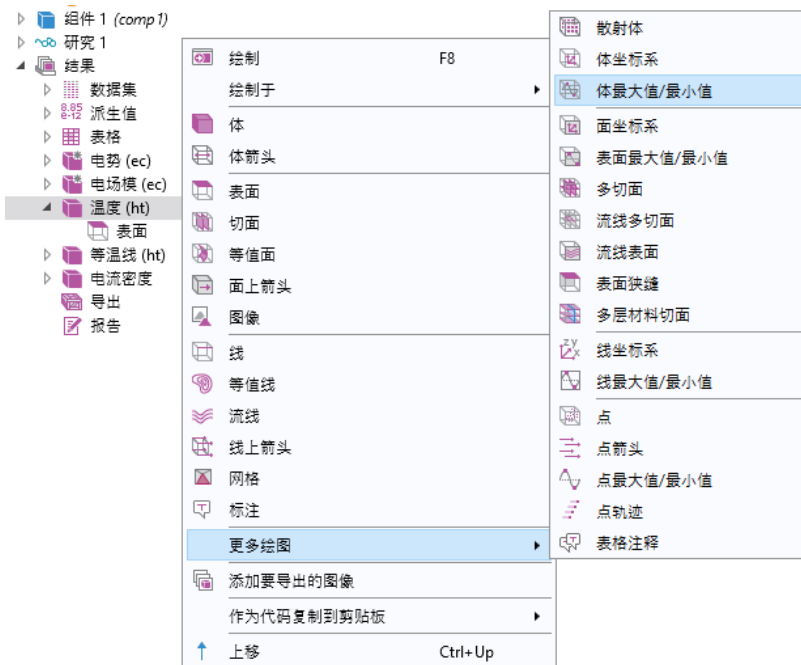 组件 1 (comp1)
研究 1
结果
数据集
8.85
e-12
派生值
表格
电势 (ec)
电场模 (ec)
温度 (ht)
表面
等温线 (ht)
电流密度
导出
报告
绘制 F8
绘制于
体
体箭头
表面
切面
等值面
面上箭头
图像
线
等值线
流线
线上箭头
网格
标注
更多绘图
添加要导出的图像
作为代码复制到剪贴板
上移 Ctrl+Up
散射体
体坐标系
体最大值/最小值
面坐标系
表面最大值/最小值
多切面
流线多切面
流线表面
表面狭缝
多层材料切面
zy
x
线坐标系
线最大值/最小值
点
点箭头
点最大值/最小值
点轨迹
表格注释